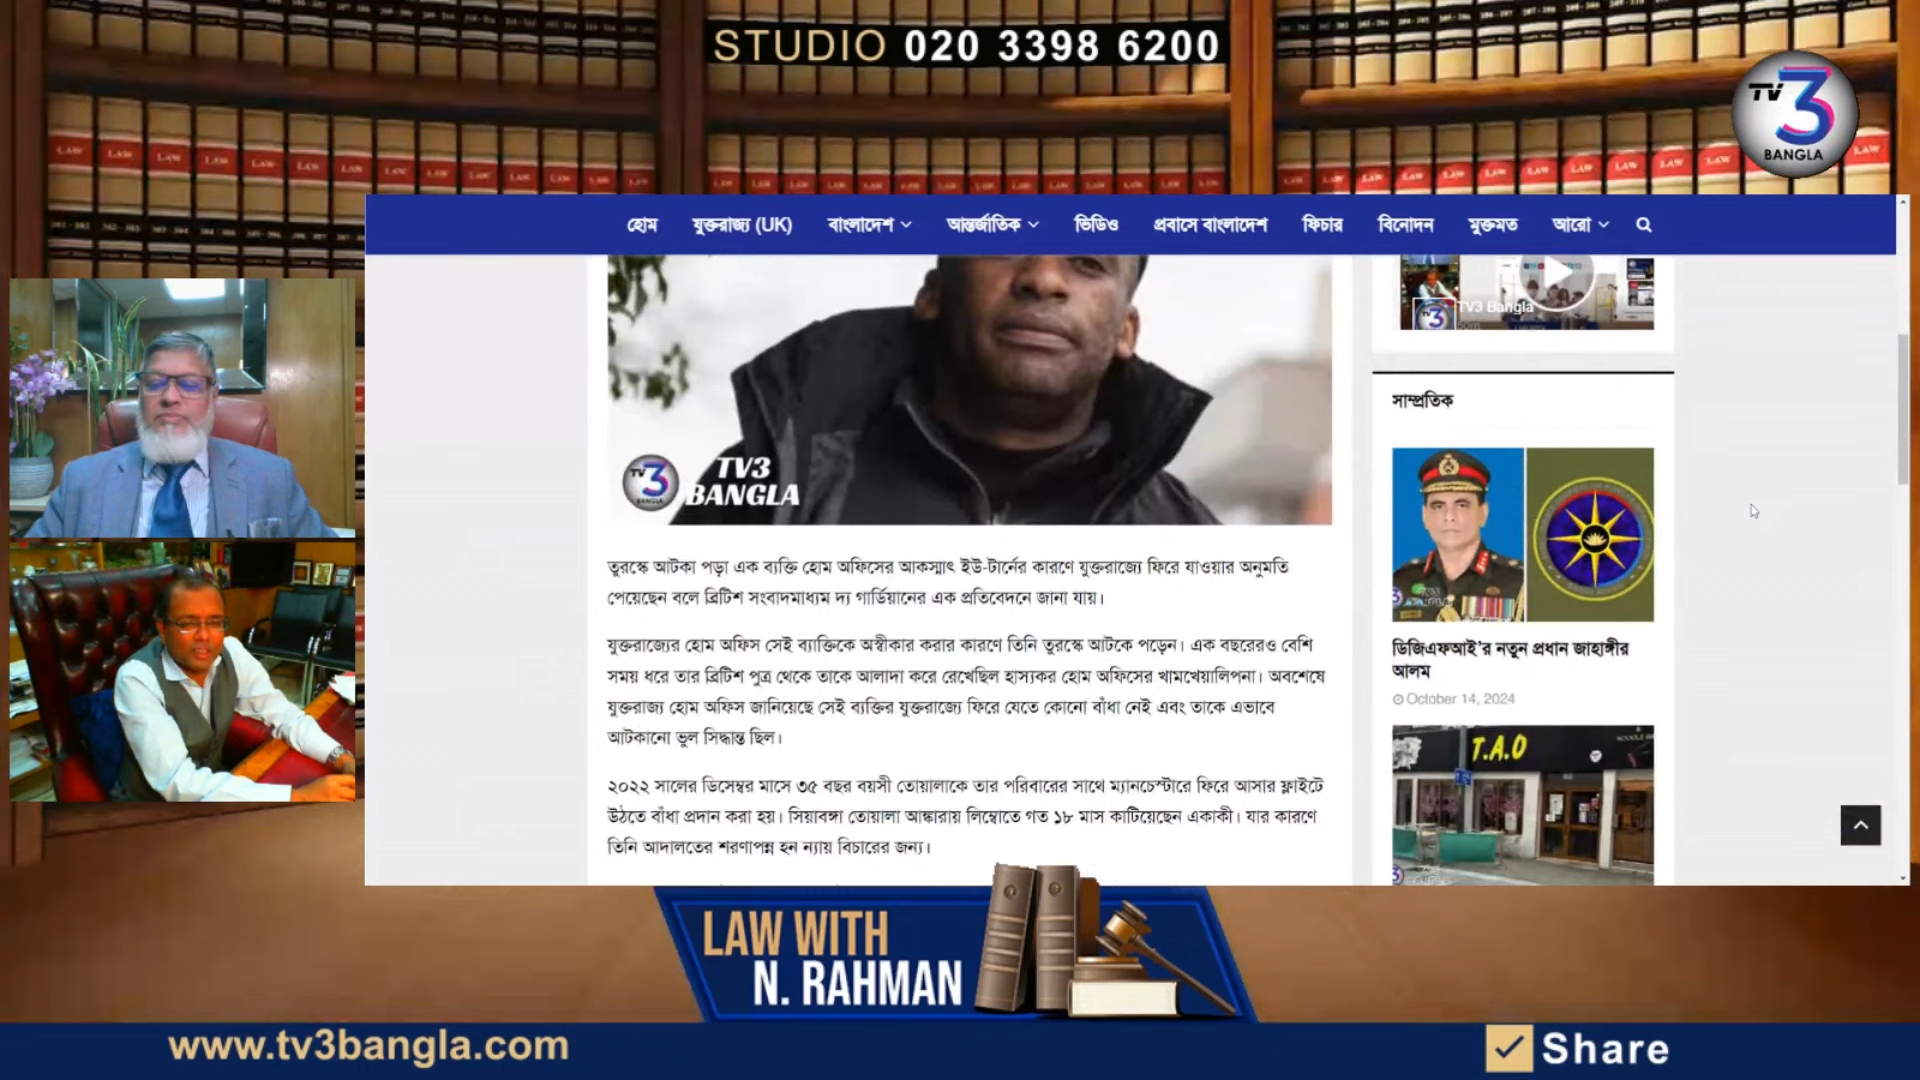 STUDIO 020 3398 6200
TV 3
BANGLA
হোম যুক্তরাজ্য (UK) বাংলাদেশ আন্তর্জাতিক ভিডিও প্রবাসে বাংলাদেশ ফিচার বিনোদন মুক্তমত আরো
TV3 Bangla
TV3
BANGLA
সাম্প্রতিক
তুরস্কে আটকা পড়া এক ব্যক্তি হোম অফিসের আকস্মাৎ ইউ-টার্নের কারণে যুক্তরাজ্যে ফিরে যাওয়ার অনুমতি
পেয়েছেন বলে ব্রিটিশ সংবাদমাধ্যম দ্য গার্ডিয়ানের এক প্রতিবেদনে জানা যায়।
যুক্তরাজ্যের হোম অফিস সেই ব্যাক্তিকে অস্বীকার করার কারণে তিনি তুরস্কে আটকে পড়েন। এক বছরেরও বেশি
সময় ধরে তার ব্রিটিশ পুত্র থেকে তাকে আলাদা করে রেখেছিল হাস্যকর হোম অফিসের খামখেয়ালিপনা। অবশেষে
যুক্তরাজ্য হোম অফিস জানিয়েছে সেই ব্যক্তির যুক্তরাজ্যে ফিরে যেতে কোনো বাঁধা নেই এবং তাকে এভাবে
আটকানো ভুল সিদ্ধান্ত ছিল।
২০২২ সালের ডিসেম্বর মাসে ৩৫ বছর বয়সী তোয়ালাকে তার পরিবারের সাথে ম্যানচেস্টারে ফিরে আসার ফ্লাইটে
উঠতে বাঁধা প্রদান করা হয়। সিয়াবঙ্গা তোয়ালা আঙ্কারায় লিম্বোতে গত ১৮ মাস কাটিয়েছেন একাকী। যার কারণে
তিনি আদালতের শরণাপন্ন হন ন্যায় বিচারের জন্য।
ডিজিএফআই'র নতুন প্রধান জাহাঙ্গীর
আলম
October 14, 2024
T.A.O
LAW WITH
N. RAHMAN
www.tv3bangla.com
Share